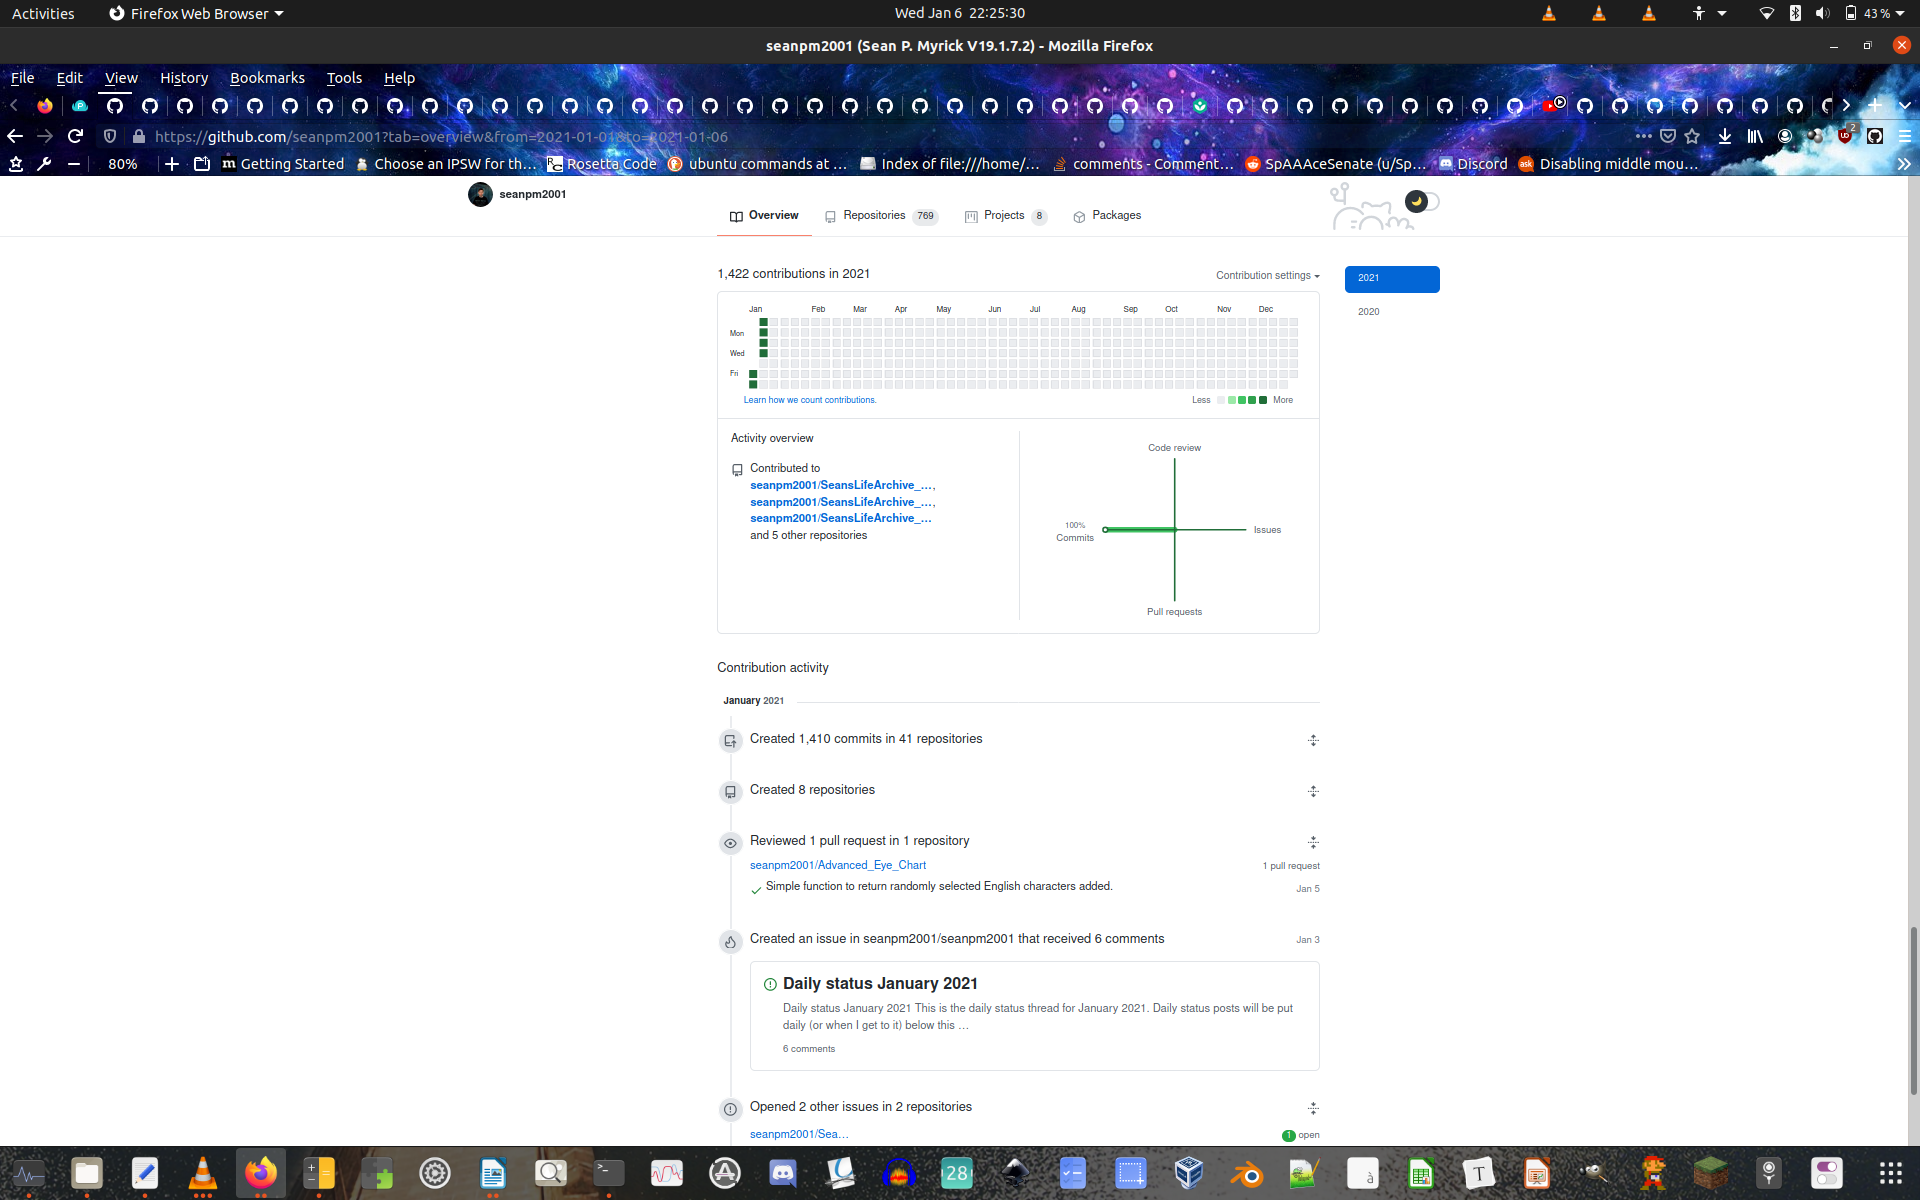 Activities
Firefox Web Browser
Wed Jan 6 22:25:30
43 %
seanpm2001 (Sean P. Myrick V19.1.7.2) - Mozilla Firefox
File Edit View History Bookmarks Tools Help
https://github.com/seanpm2001?tab=overview&from=2021-01-01&to=2021-01-06
2
80%
Getting Started
Choose an IPSW for th…
Rosetta Code
ubuntu commands at …
Index of file:///home/…
comments - Comment…
SpAAAceSenate (u/Sp…
Discord
Disabling middle mou…
seanpm2001
Overview
Repositories 769
Projects 8
Packages
1,422 contributions in 2021
Contribution settings
2021
2020
Jan Feb Mar Apr May Jun Jul Aug Sep Oct Nov Dec
Mon
Wed
Fri
Learn how we count contributions.
Less
More
Activity overview
Contributed to
seanpm2001/SeansLifeArchive_…,
seanpm2001/SeansLifeArchive_…,
seanpm2001/SeansLifeArchive_…
and 5 other repositories
Code review
100%
Commits
Issues
Pull requests
Contribution activity
January 2021
Created 1,410 commits in 41 repositories
Created 8 repositories
Reviewed 1 pull request in 1 repository
seanpm2001/Advanced_Eye_Chart
1 pull request
Simple function to return randomly selected English characters added.
Jan 5
Created an issue in seanpm2001/seanpm2001 that received 6 comments
Jan 3
Daily status January 2021
Daily status January 2021 This is the daily status thread for January 2021. Daily status posts will be put
daily (or when I get to it) below this …
6 comments
Opened 2 other issues in 2 repositories
seanpm2001/Sea…
1 open
28